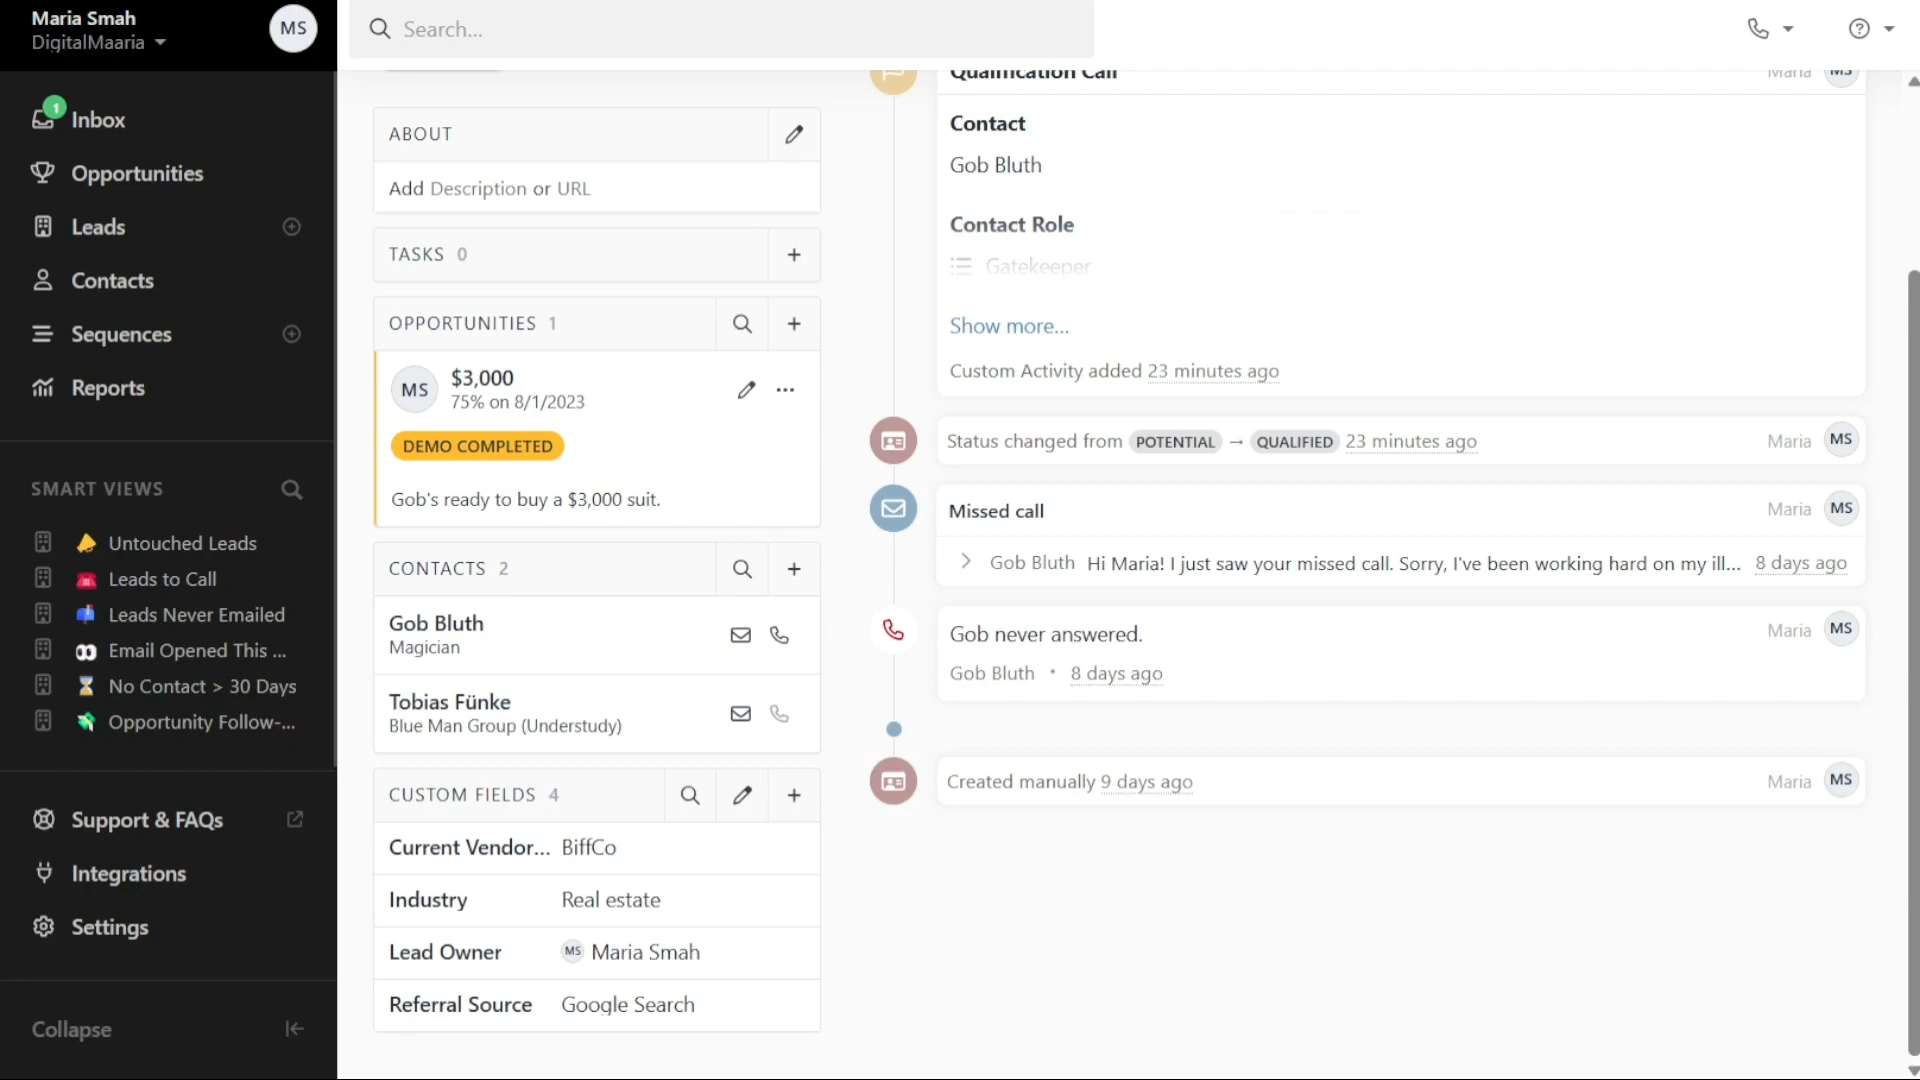 Maria Smah
DigitalMaaria
MS
Search...
1
Inbox
Opportunities
Leads
Contacts
Sequences
Reports
SMART VIEWS
Untouched Leads
Leads to Call
Leads Never Emailed
Email Opened This ...
No Contact > 30 Days
Opportunity Follow-...
Support & FAQs
Integrations
Settings
Collapse
ABOUT
Add Description or URL
TASKS 0
OPPORTUNITIES 1
MS
$3,000
75% on 8/1/2023
DEMO COMPLETED
Gob's ready to buy a $3,000 suit.
CONTACTS 2
Gob Bluth
Magician
Tobias Fünke
Blue Man Group (Understudy)
CUSTOM FIELDS 4
Current Vendor... BiffCo
Industry Real estate
Lead Owner MS Maria Smah
Referral Source Google Search
Qualification Call Maria MS
Contact
Gob Bluth
Contact Role
Gatekeeper
Show more...
Custom Activity added 23 minutes ago
Status changed from POTENTIAL → QUALIFIED 23 minutes ago Maria MS
Missed call Maria MS
Gob Bluth Hi Maria! I just saw your missed call. Sorry, I've been working hard on my ill... 8 days ago
Gob never answered. Maria MS
Gob Bluth • 8 days ago
Created manually 9 days ago Maria MS